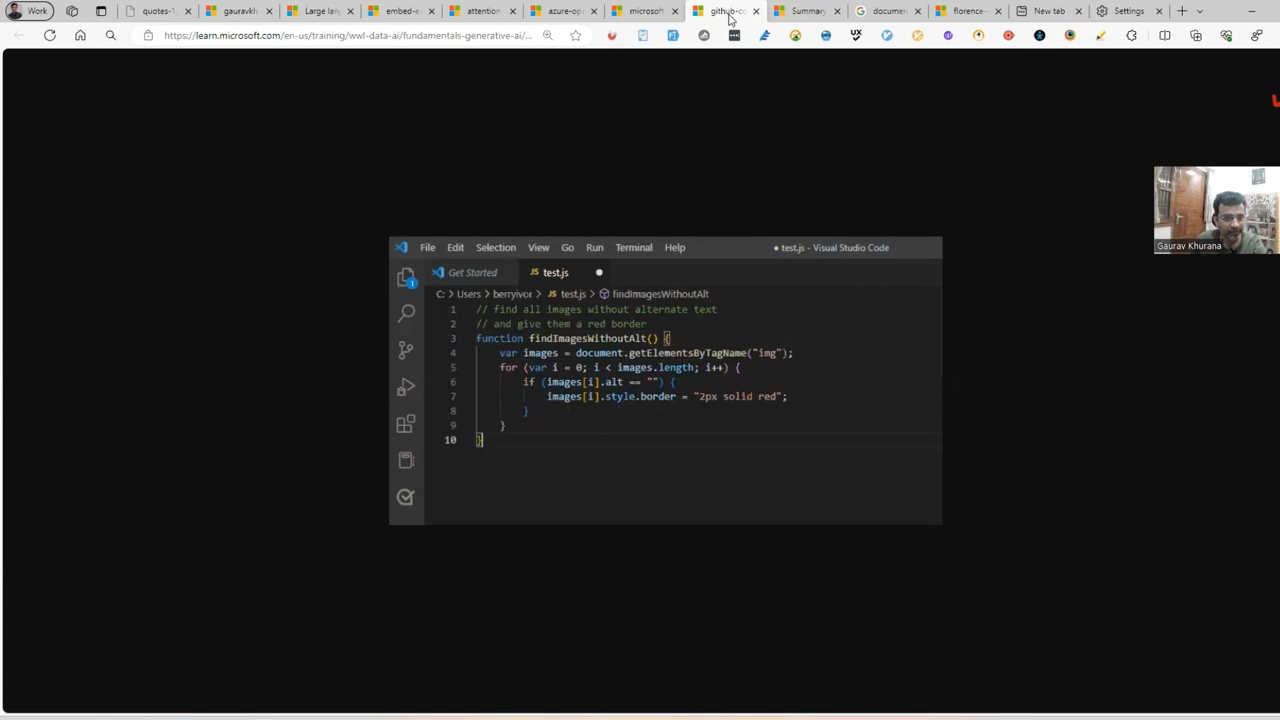 Work
quotes-1
gauravkh
Large lang
embed-e
attention
azure-op
microsoft
github-co
Summary
documen
florence-
New tab
Settings
https://learn.microsoft.com/en-us/training/wwl-data-ai/fundamentals-generative-ai/...
UX
File Edit Selection View Go Run Terminal Help ● test.js - Visual Studio Code
1 Get Started JS test.js
C: > Users > berryivor > JS test.js > findImagesWithoutAlt
1 // find all images without alternate text
2 // and give them a red border
3 function findImagesWithoutAlt() {
4 var images = document.getElementsByTagName("img");
5 for (var i = 0; i < images.length; i++) {
6 if (images[i].alt == "") {
7 images[i].style.border = "2px solid red";
8 }
9 }
10 }
Gaurav Khurana